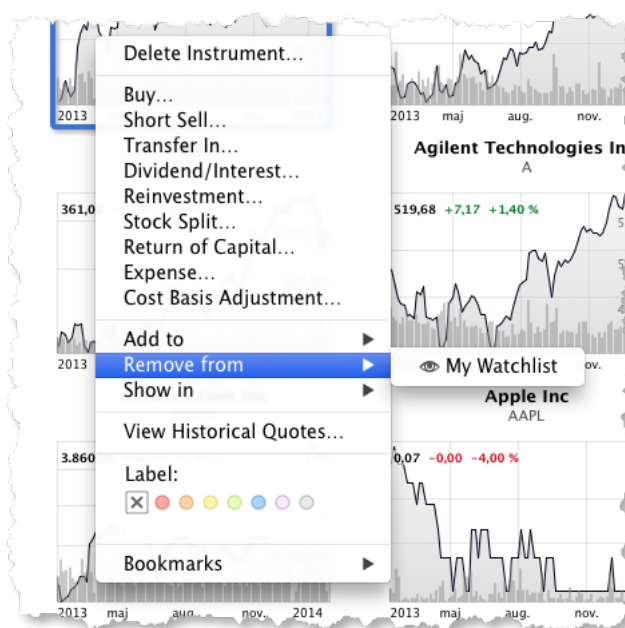 Delete Instrument...
Buy...
Short Sell...
Transfer In...
Dividend/Interest...
Reinvestment...
Stock Split...
Return of Capital...
Expense...
Cost Basis Adjustment...
Add to
Remove from
My Watchlist
Show in
View Historical Quotes...
Label:
Bookmarks
2013
2013 maj aug. nov.
Agilent Technologies In
A
361,0
519,68 +7,17 +1,40 %
2013
ov.
Apple Inc
AAPL
3.860
0,07 -0,00 -4,00 %
2013 maj aug. nov. 2014
2013 maj aug. nov.